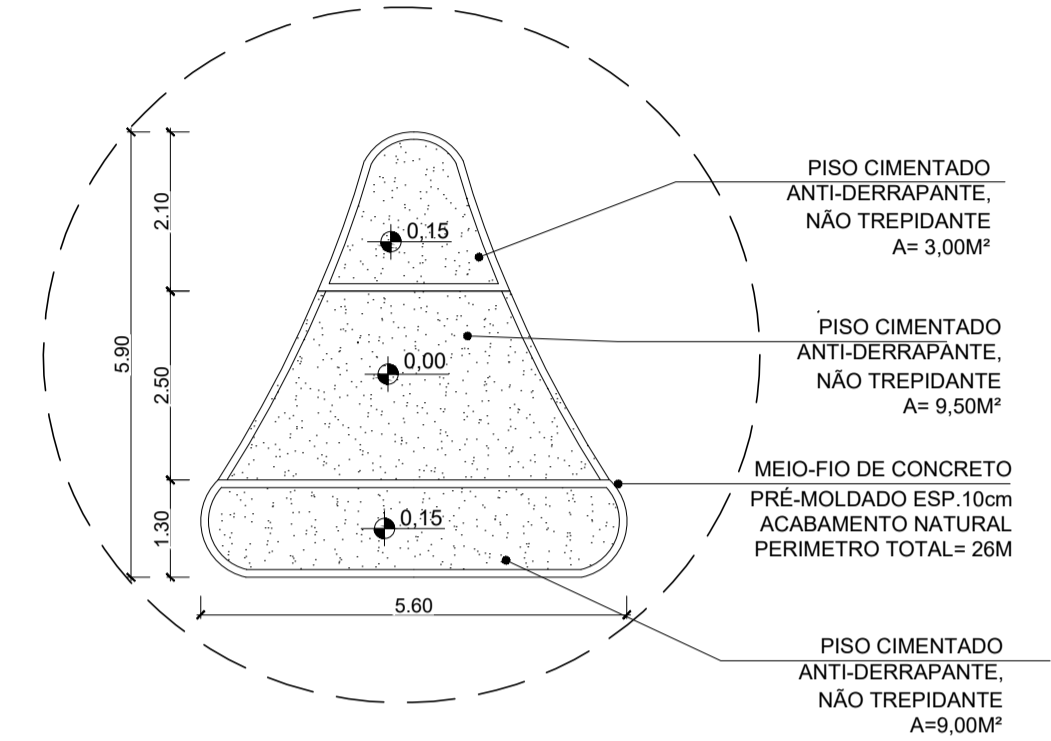 PISO CIMENTADO
ANTI-DERRAPANTE,
NÃO TREPIDANTE
A= 3,00M²
2.10
0,15
PISO CIMENTADO
ANTI-DERRAPANTE,
NÃO TREPIDANTE
A= 9,50M²
5.90
2.50
0,00
MEIO-FIO DE CONCRETO
PRÉ-MOLDADO ESP.10cm
ACABAMENTO NATURAL
PERIMETRO TOTAL= 26M
1.30
0,15
5.60
PISO CIMENTADO
ANTI-DERRAPANTE,
NÃO TREPIDANTE
A=9,00M²